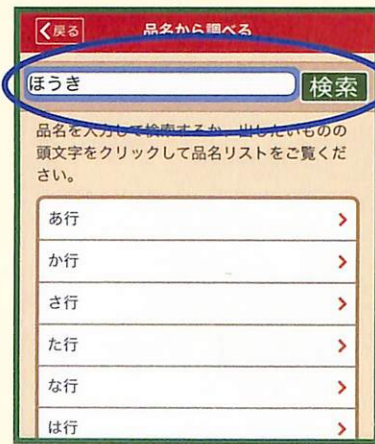 戻る 品名から調べる
ほうき 検索
品名を入力して検索するか、出したいものの
頭文字をクリックして品名リストをご覧くだ
さい。
あ行
か行
さ行
た行
な行
は行